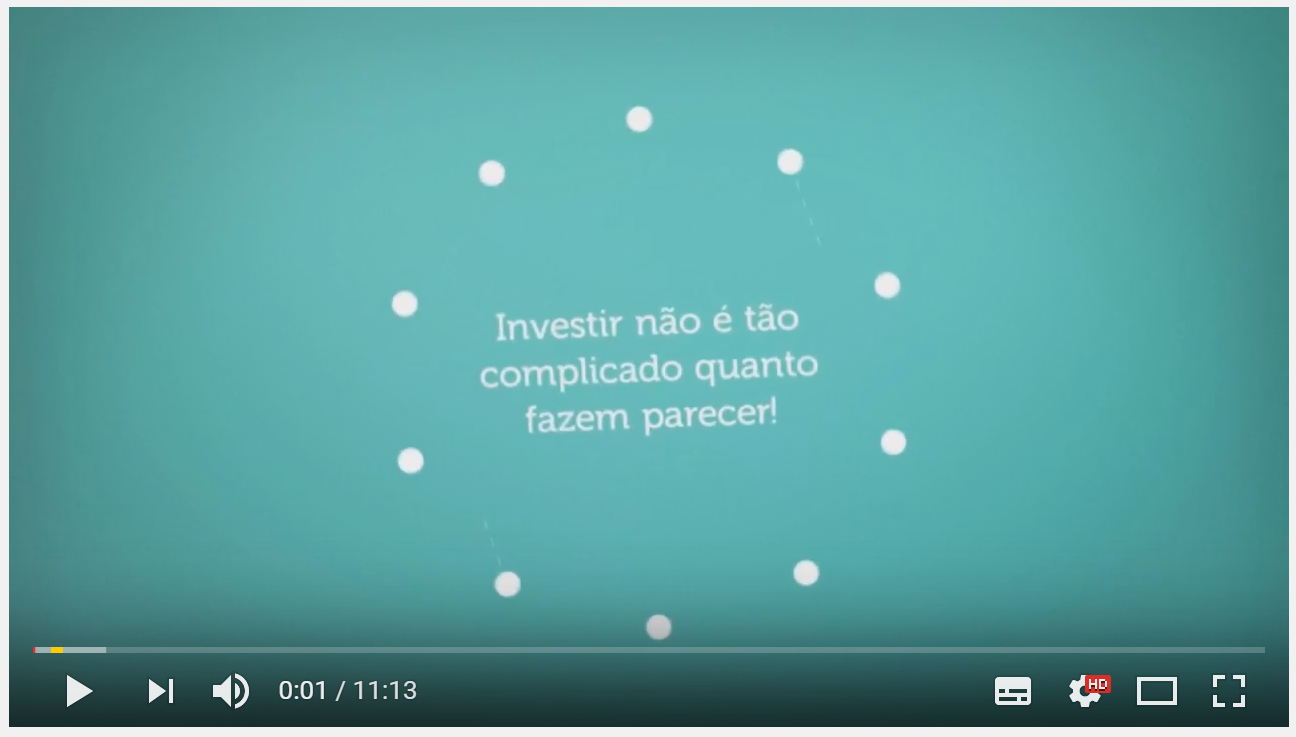 Investir não é tão
complicado quanto
fazem parecer!
0:01 / 11:13
HD